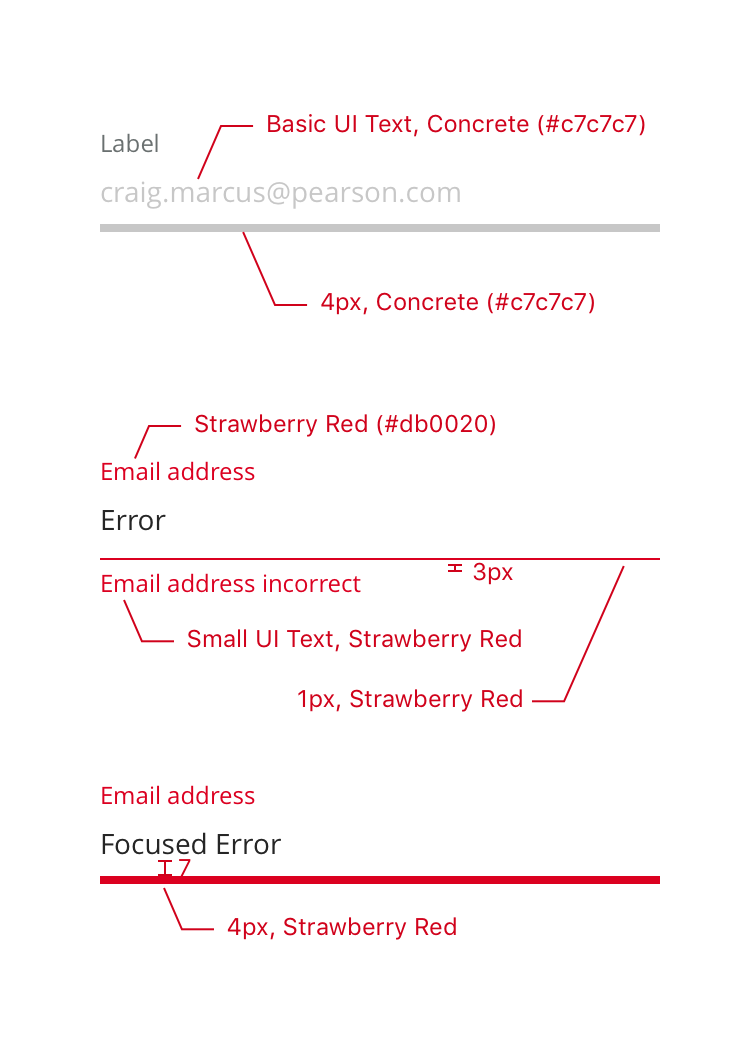 Basic UI Text, Concrete (#c7c7c7)
Label
craig.marcus@pearson.com
4px, Concrete (#c7c7c7)
Strawberry Red (#db0020)
Email address
Error
3px
Email address incorrect
Small UI Text, Strawberry Red
1px, Strawberry Red
Email address
Focused Error
7
4px, Strawberry Red